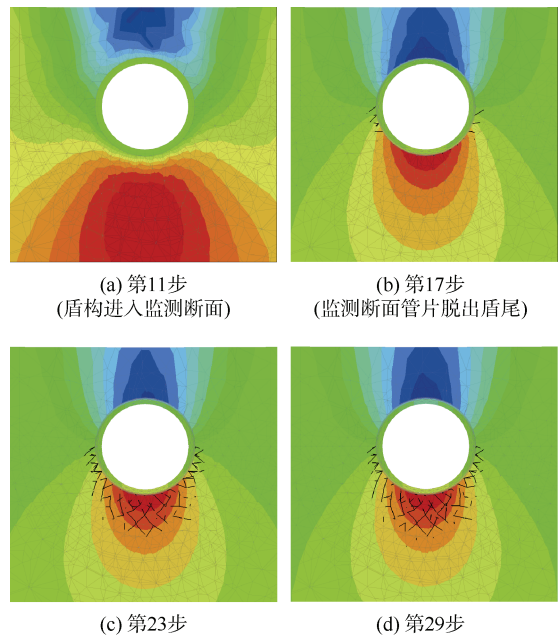 (a) 第11步
(盾构进入监测断面)
(b) 第17步
(监测断面管片脱出盾尾)
(c) 第23步
(d) 第29步